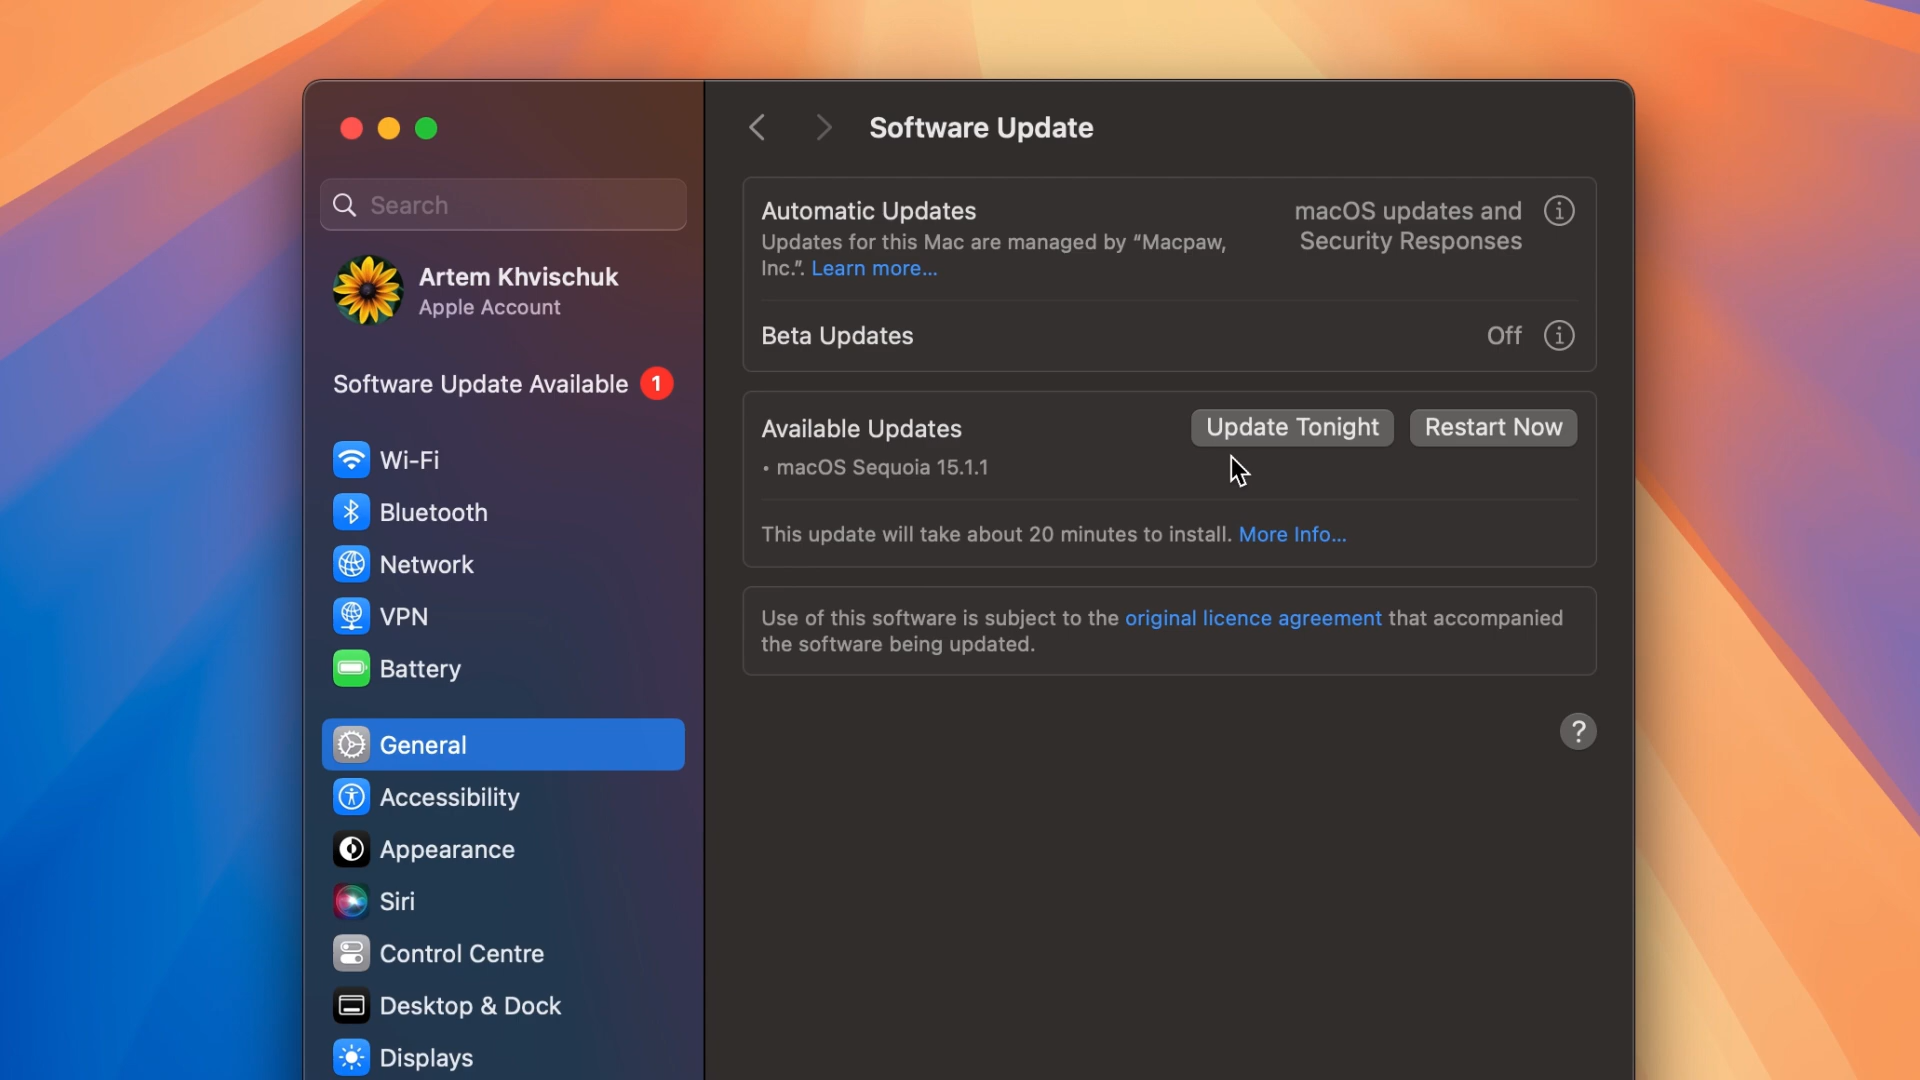 Search
Artem Khvischuk
Apple Account
Software Update Available 1
Wi-Fi
Bluetooth
Network
VPN
Battery
General
Accessibility
Appearance
Siri
Control Centre
Desktop & Dock
Displays
Software Update
Automatic Updates
Updates for this Mac are managed by “Macpaw,
Inc.”. Learn more...
macOS updates and
Security Responses
Beta Updates
Off
Available Updates
Update Tonight
Restart Now
• macOS Sequoia 15.1.1
This update will take about 20 minutes to install. More Info...
Use of this software is subject to the original licence agreement that accompanied
the software being updated.
?